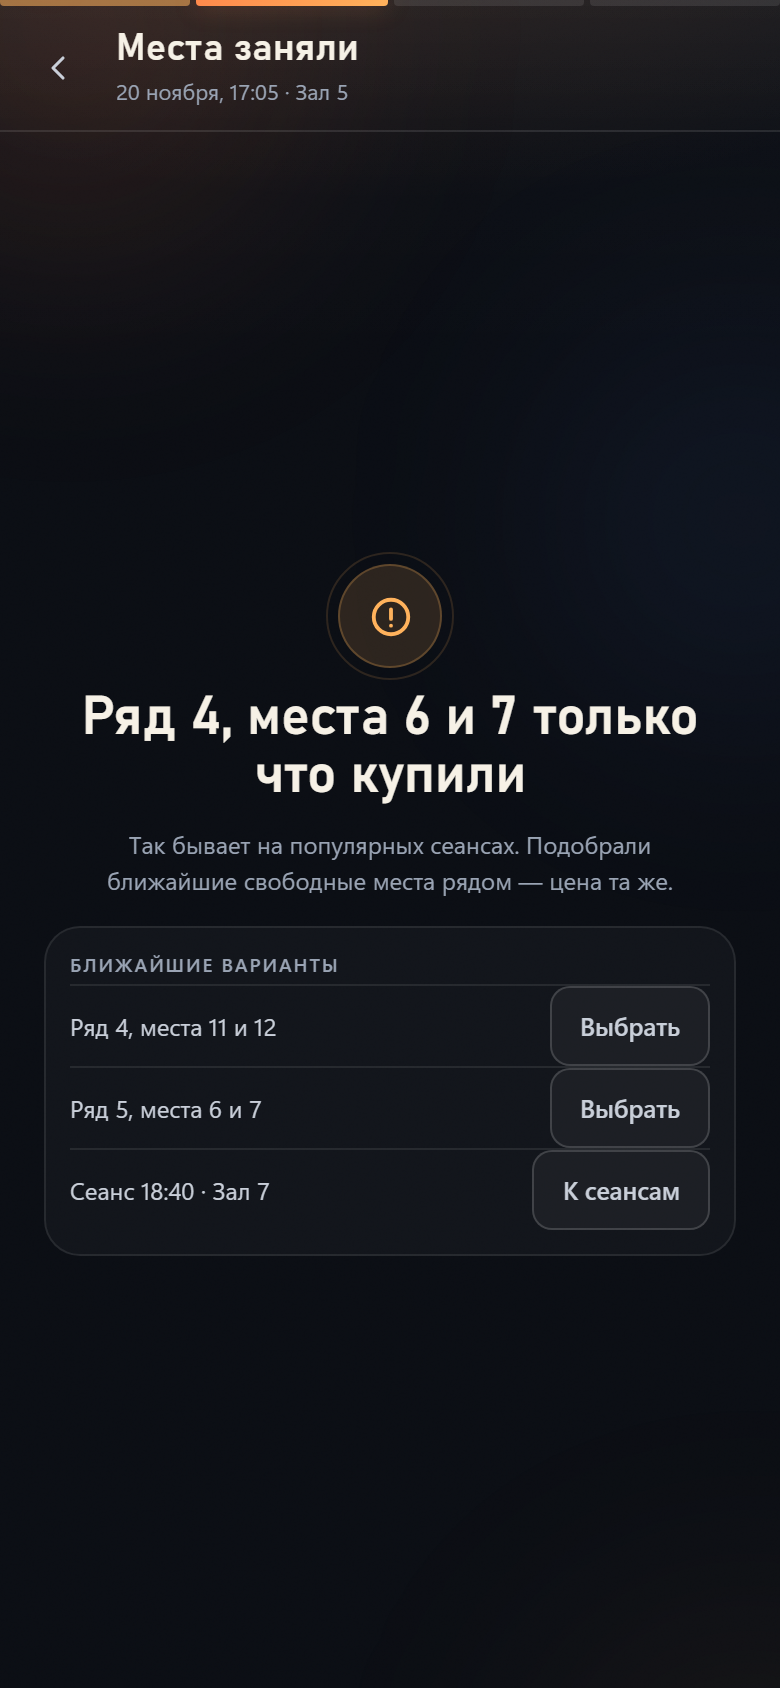 Места заняли
20 ноября, 17:05 · Зал 5
Ряд 4, места 6 и 7 только
что купили
Так бывает на популярных сеансах. Подобрали
ближайшие свободные места рядом — цена та же.
БЛИЖАЙШИЕ ВАРИАНТЫ
Ряд 4, места 11 и 12
Выбрать
Ряд 5, места 6 и 7
Выбрать
Сеанс 18:40 · Зал 7
К сеансам